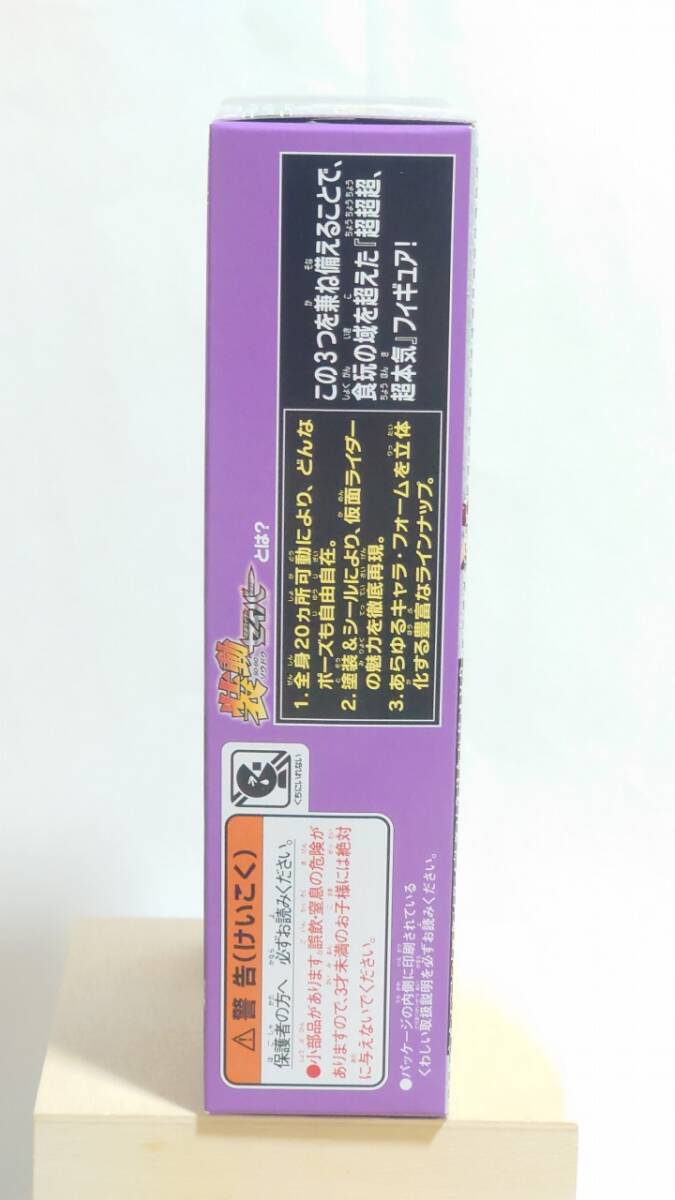 ⚠警告(けいこく)
保護者の方へ 必ずお読みください。
●小部品があります。誤飲・窒息の危険が
ありますので、3才未満のお子様には絶対
に与えないでください。
くちにいれない
●パッケージの内側に印刷されている
くわしい取扱説明を必ずお読みください。
装動
SO-DO
ソウドウ
セイバー とは?
1. 全身20カ所可動により、どんな
ポーズも自由自在。
2. 塗装&シールにより、仮面ライダー
の魅力を徹底再現。
3. あらゆるキャラ・フォームを立体
化する豊富なラインナップ。
この3つを兼ね備えることで、
食玩の域を超えた『超超超、
超本気』フィギュア!